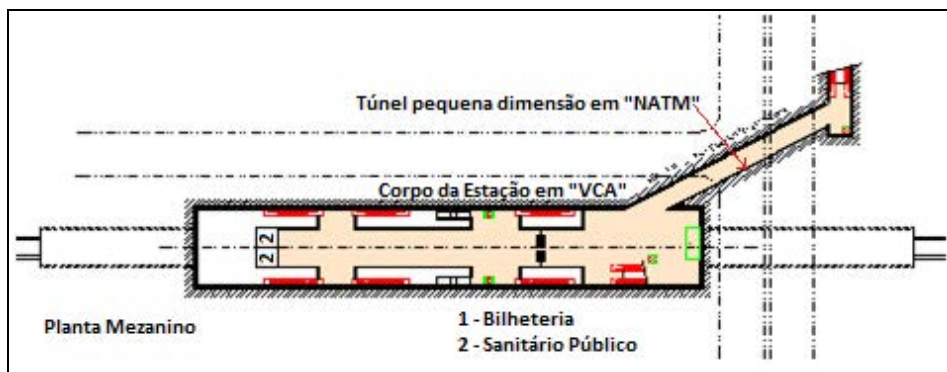 Túnel pequena dimensão em "NATM"
Corpo da Estação em "VCA"
2
2
Planta Mezanino
1 - Bilheteria
2 - Sanitário Público